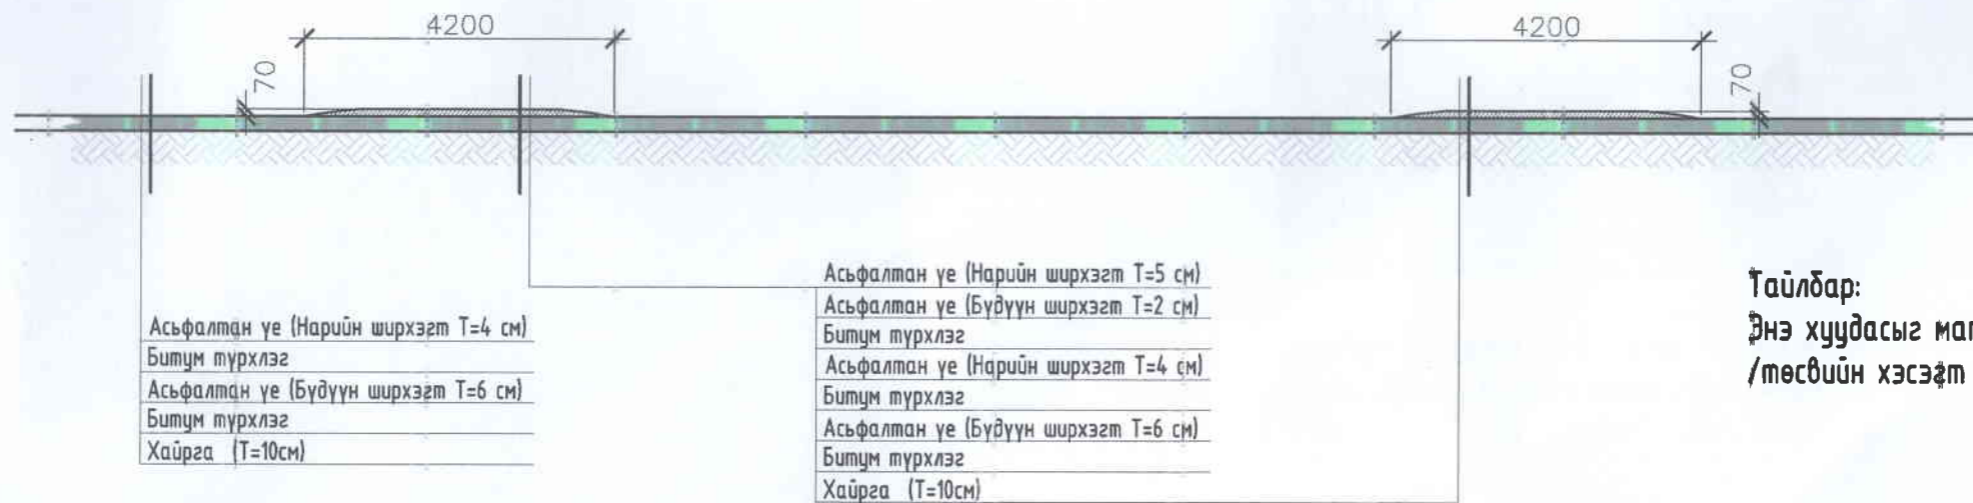 4200
4200
70
70
Асьфалтан үе (Нарийн ширхэгт Т=4 см)
Битум түрхлэг
Асьфалтан үе (Бүдүүн ширхэгт Т=6 см)
Битум түрхлэг
Хайрга (Т=10см)
Асьфалтан үе (Нарийн ширхэгт Т=5 см)
Асьфалтан үе (Бүдүүн ширхэгт Т=2 см)
Битум түрхлэг
Асьфалтан үе (Нарийн ширхэгт Т=4 см)
Битум түрхлэг
Асьфалтан үе (Бүдүүн ширхэгт Т=6 см)
Битум түрхлэг
Хайрга (Т=10см)
Тайлбар:
Энэ хуудасыг
/төсвийн хэсэгт